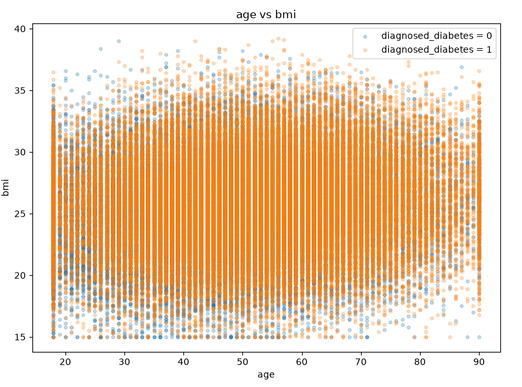 age vs bmi
diagnosed_diabetes = 0
diagnosed_diabetes = 1
40
35
30
25
20
15
bmi
20
30
40
50
60
70
80
90
age